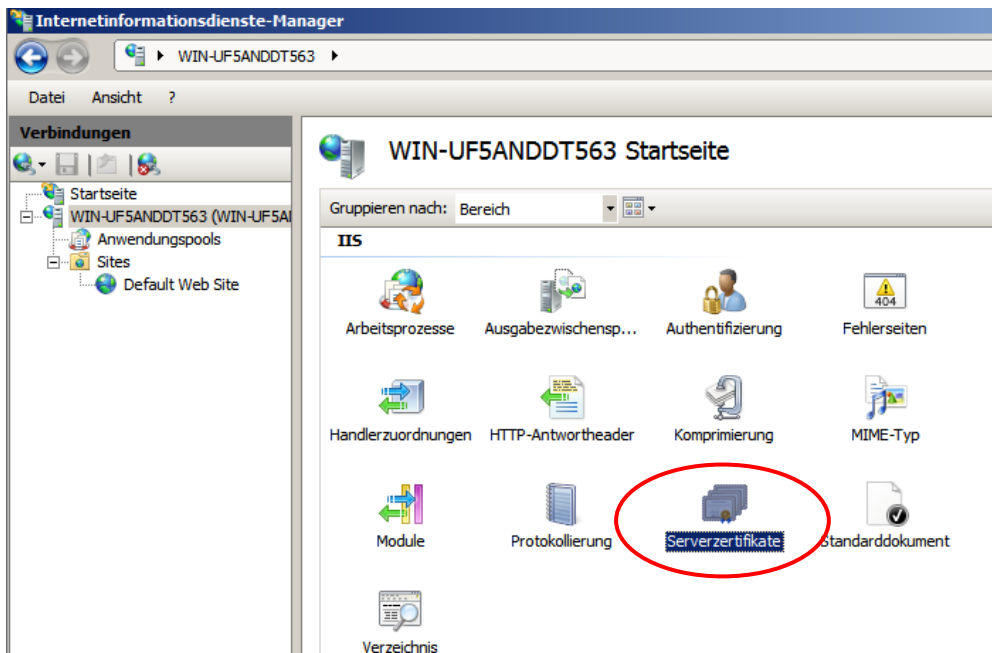 Internetinformationsdienste-Manager
WIN-UF5ANDDT563
Datei Ansicht ?
Verbindungen
Startseite
WIN-UF5ANDDT563 (WIN-UF5AN
Anwendungspools
Sites
Default Web Site
WIN-UF5ANDDT563 Startseite
Gruppieren nach: Bereich
IIS
404
Arbeitsprozesse Ausgabezwischensp... Authentifizierung Fehlerseiten
Handlerzuordnungen HTTP-Antwortheader Komprimierung MIME-Typ
Module Protokollierung Serverzertifikate Standarddokument
Verzeichnis